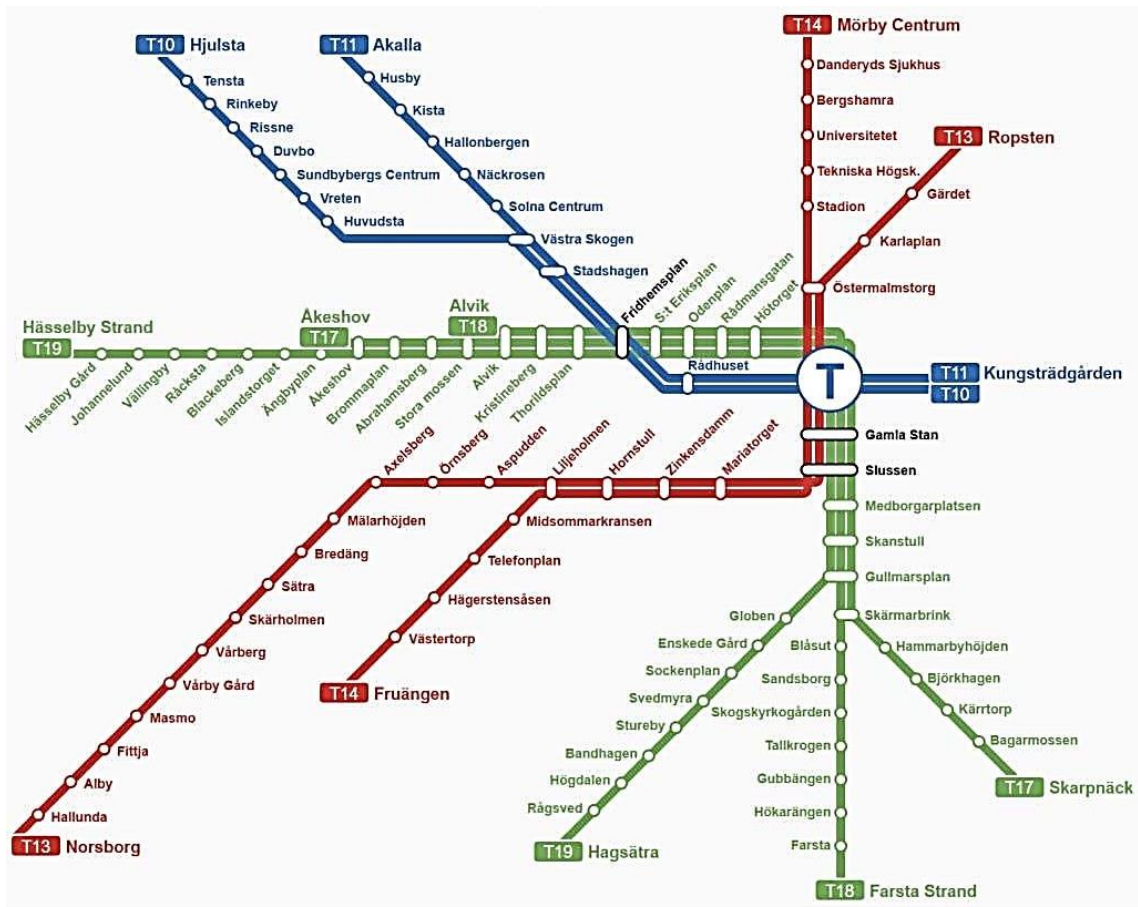 T10 Hjulsta
Tensta
Rinkeby
Rissne
Duvbo
Sundbybergs Centrum
Vreten
Huvudsta
T11 Akalla
Husby
Kista
Hallonbergen
Näckrosen
Solna Centrum
Västra Skogen
Stadshagen
T14 Mörby Centrum
Danderyds Sjukhus
Bergshamra
Universitetet
Tekniska Högsk.
Stadion
T13 Ropsten
Gärdet
Karlaplan
Östermalmstorg
Hässelby Strand
T19
Åkeshov
T17
Alvik
T18
Fridhemsplan
S:t Eriksplan
Odenplan
Rådmansgatan
Hötorget
Hässelby Gård
Johannelund
Vällingby
Råcksta
Blackeberg
Islandstorget
Ängbyplan
Åkeshov
Brommaplan
Abrahamsberg
Stora mossen
Alvik
Kristineberg
Thorildsplan
Rådhuset
T
T11
T10
Kungsträdgården
Gamla Stan
Slussen
Axelsberg
Örnsberg
Aspudden
Liljeholmen
Hornstull
Zinkensdamm
Mariatorget
Mälarhöjden
Bredäng
Sätra
Skärholmen
Vårberg
Vårby Gård
Masmo
Fittja
Alby
Hallunda
T13 Norsborg
Midsommarkransen
Telefonplan
Hägerstensåsen
Västertorp
T14 Fruängen
Medborgarplatsen
Skanstull
Gullmarsplan
Skärmarbrink
Globen
Enskede Gård
Sockenplan
Svedmyra
Stureby
Bandhagen
Högdalen
Rågsved
T19 Hagsätra
Blåsut
Sandsborg
Skogskyrkogården
Tallkrogen
Gubbängen
Hökarängen
Farsta
T18 Farsta Strand
Hammarbyhöjden
Björkhagen
Kärrtorp
Bagarmossen
T17 Skarpnäck